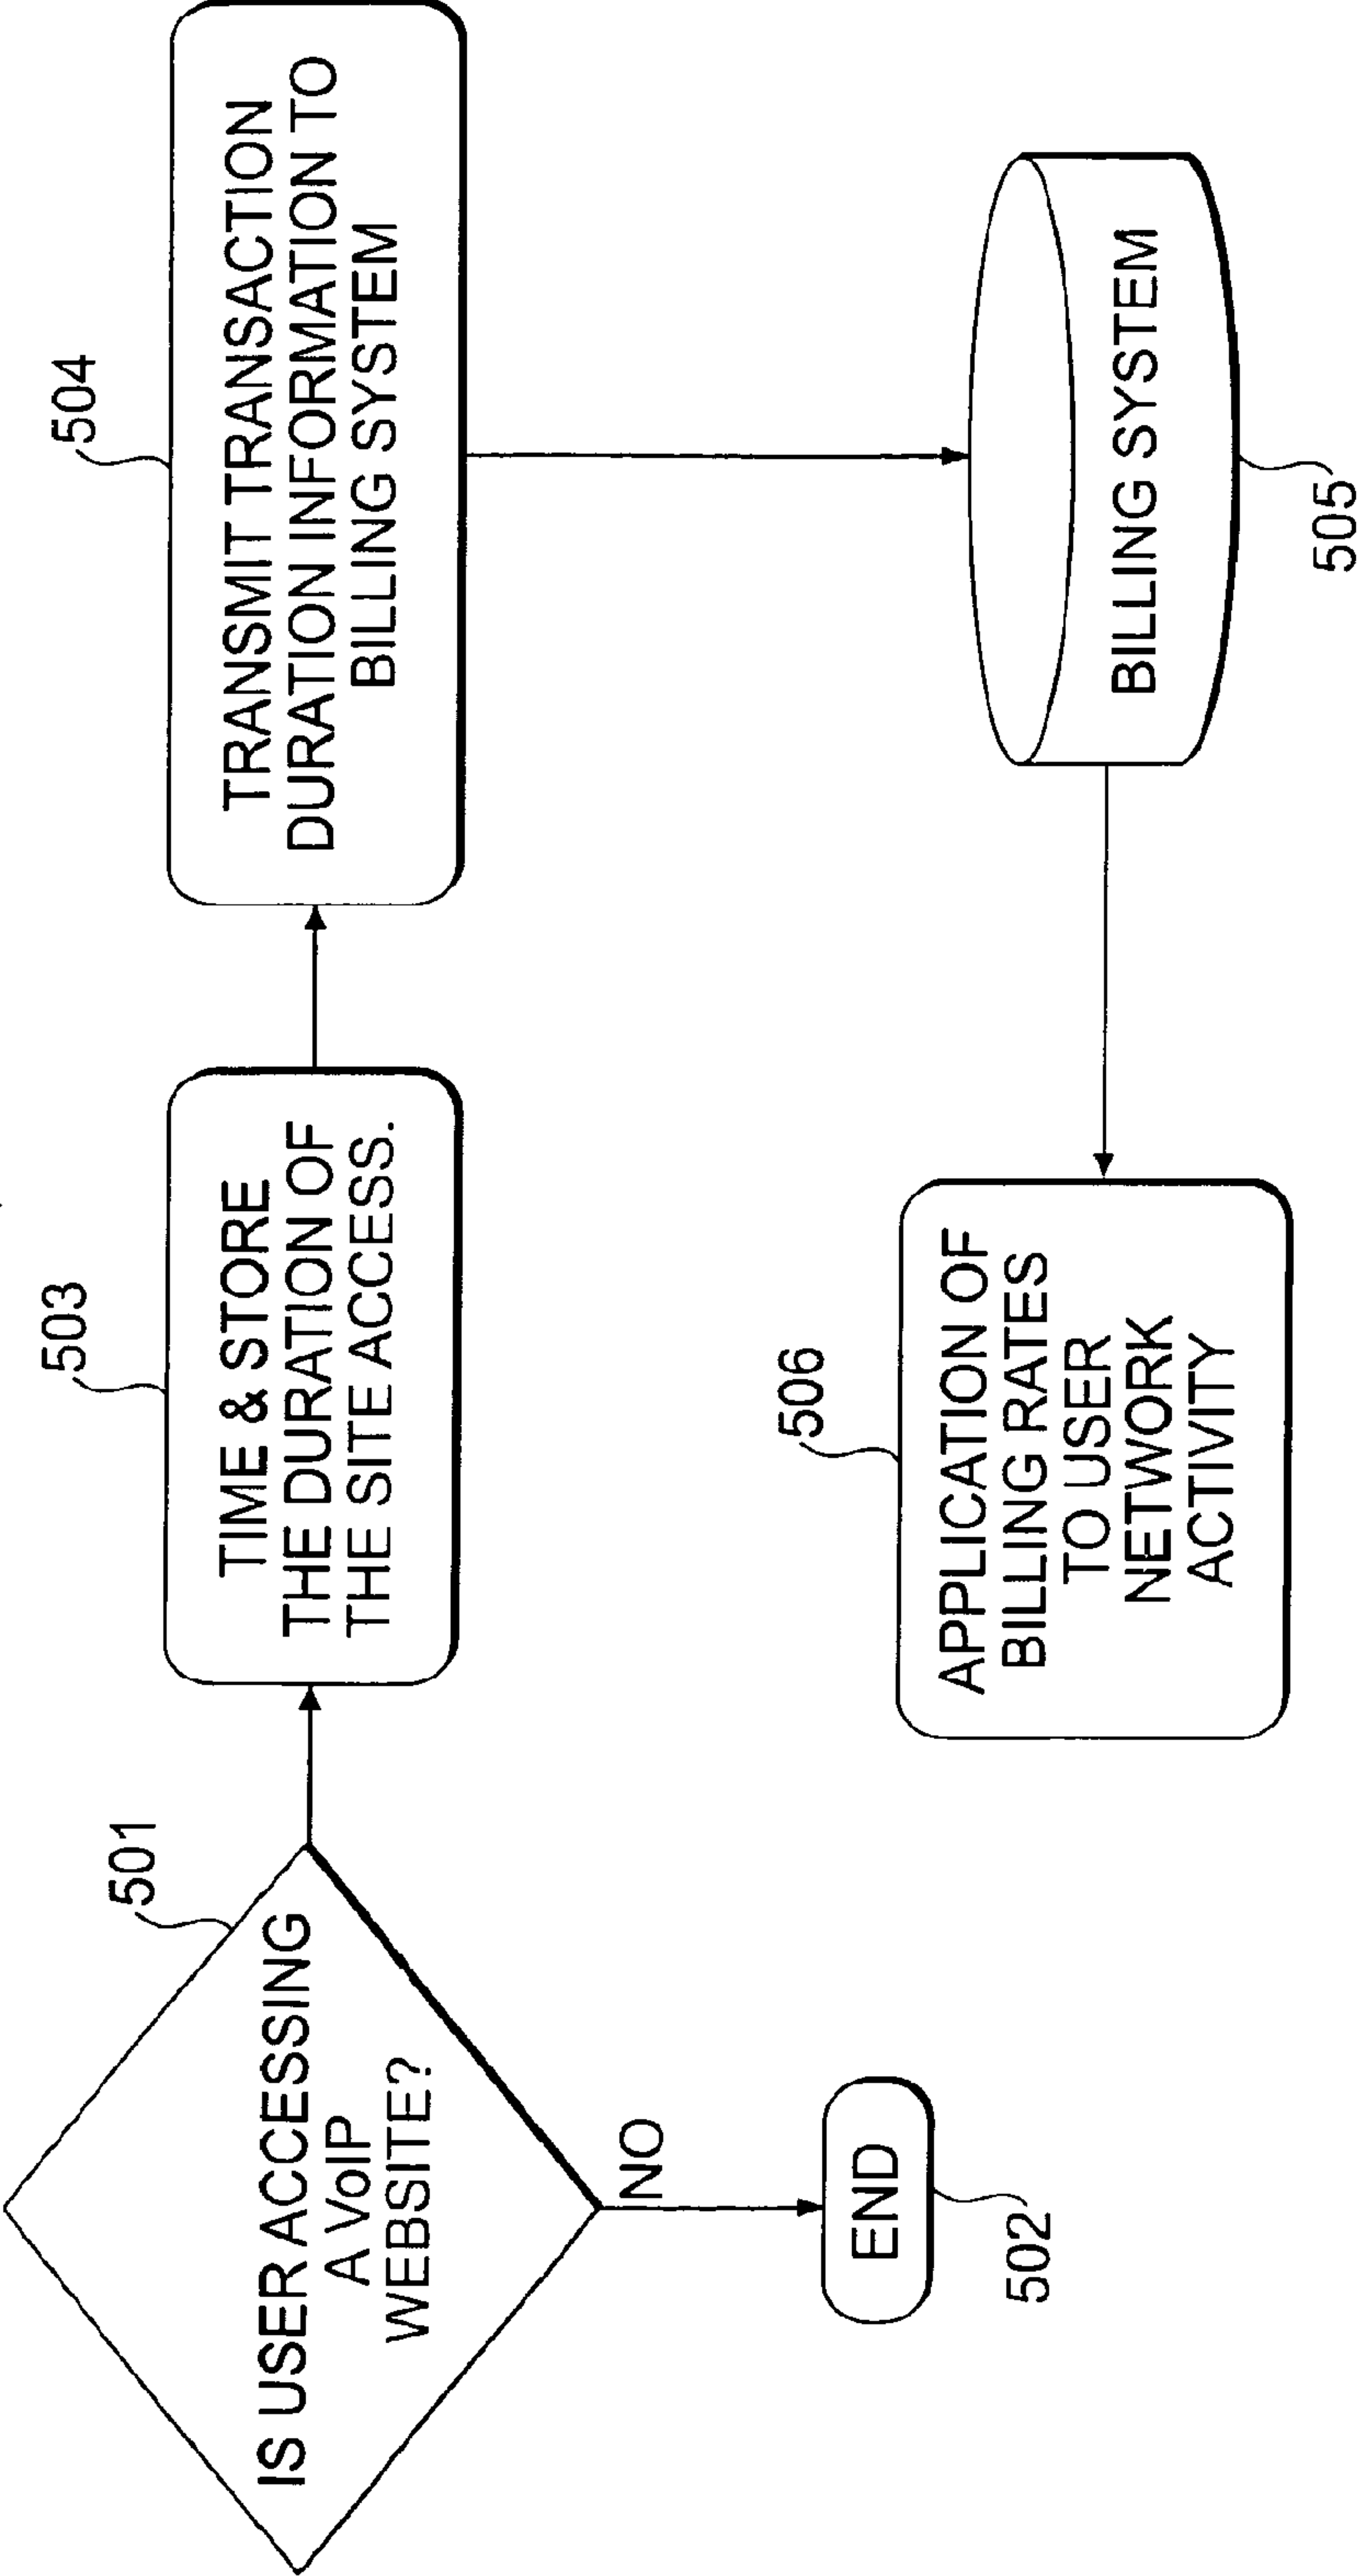 501
IS USER ACCESSING
A VoIP
WEBSITE?
NO
END
502
503
TIME & STORE
THE DURATION OF
THE SITE ACCESS.
504
TRANSMIT TRANSACTION
DURATION INFORMATION TO
BILLING SYSTEM
BILLING SYSTEM
505
506
APPLICATION OF
BILLING RATES
TO USER
NETWORK
ACTIVITY